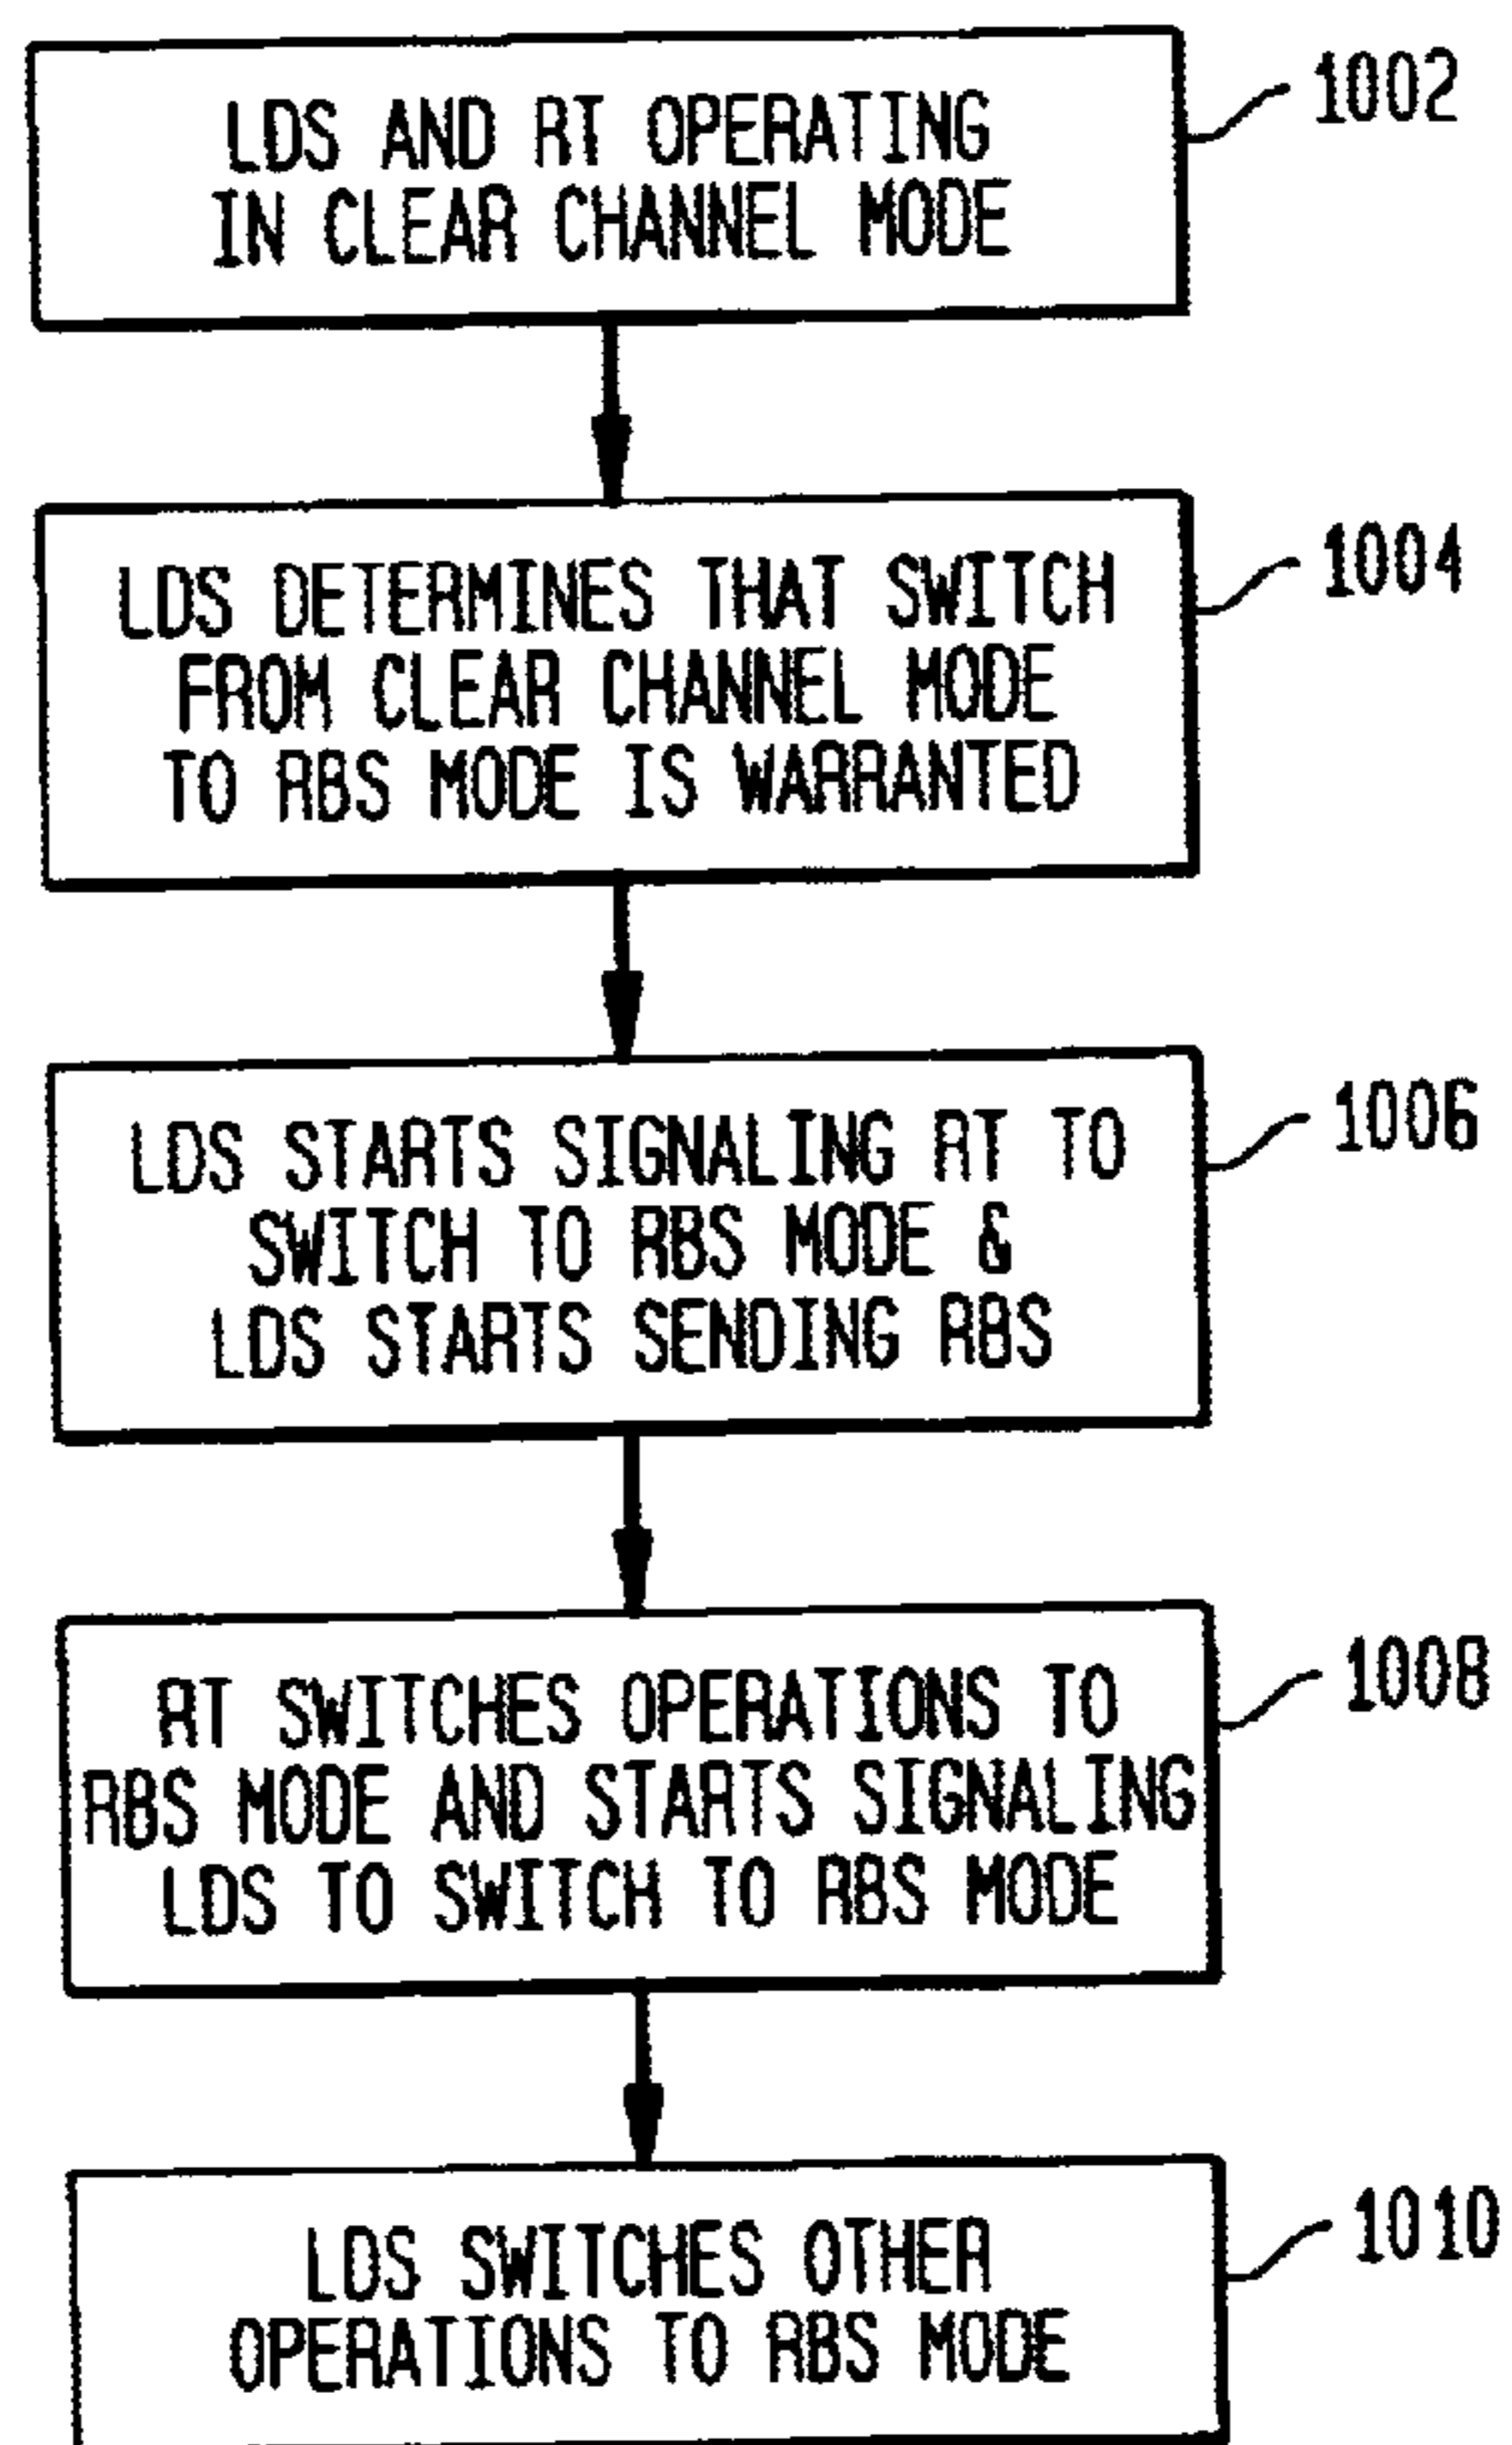 LDS AND RT OPERATING
IN CLEAR CHANNEL MODE
1002
LDS DETERMINES THAT SWITCH
FROM CLEAR CHANNEL MODE
TO RBS MODE IS WARRANTED
1004
LDS STARTS SIGNALING RT TO
SWITCH TO RBS MODE &
LDS STARTS SENDING RBS
1006
RT SWITCHES OPERATIONS TO
RBS MODE AND STARTS SIGNALING
LDS TO SWITCH TO RBS MODE
1008
LDS SWITCHES OTHER
OPERATIONS TO RBS MODE
1010